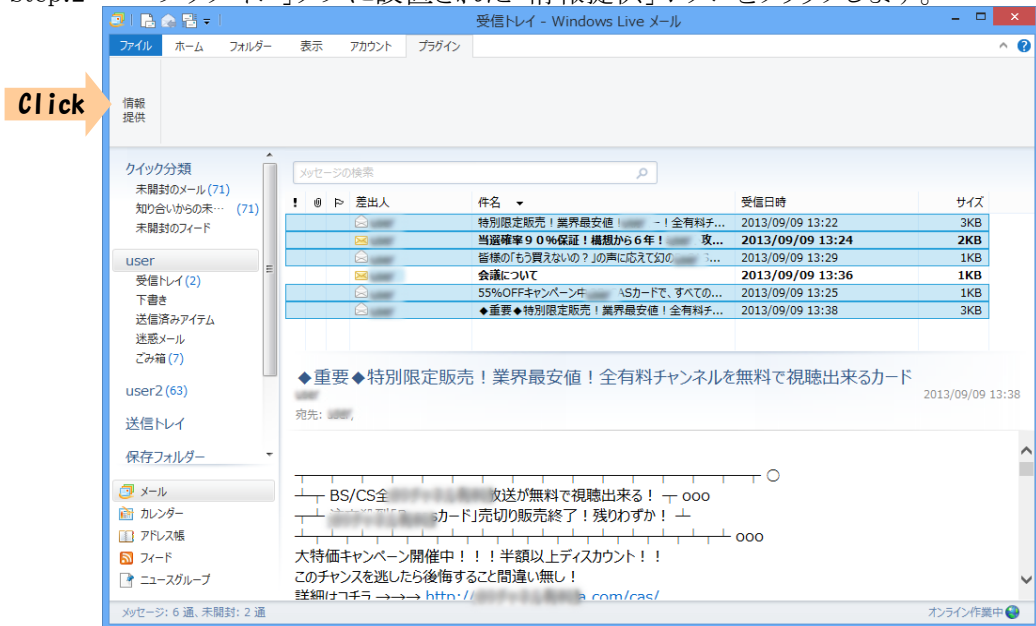 受信トレイ - Windows Live メール
ファイル ホーム フォルダー 表示 アカウント プラグイン
Click
情報
提供
クイック分類
未開封のメール (71)
知り合いからの未… (71)
未開封のフィード
user
受信トレイ (2)
下書き
送信済みアイテム
迷惑メール
ごみ箱 (7)
user2 (63)
送信トレイ
保存フォルダー
メール
カレンダー
アドレス帳
フィード
ニュースグループ
メッセージの検索
! 差出人 件名 受信日時 サイズ
特別限定販売！業界最安値！ －！全有料チ... 2013/09/09 13:22 3KB
当選確率９０％保証！構想から６年！ 攻... 2013/09/09 13:24 2KB
皆様の「もう買えないの？」の声に応えて幻の ... 2013/09/09 13:29 1KB
会議について 2013/09/09 13:36 1KB
55%OFFキャンペーン中 ASカードで、すべての... 2013/09/09 13:25 1KB
◆重要◆特別限定販売！業界最安値！全有料チ... 2013/09/09 13:38 3KB
◆重要◆特別限定販売！業界最安値！全有料チャンネルを無料で視聴出来るカード
2013/09/09 13:38
宛先:
┬┬┬┬┬┬┬┬┬┬┬┬┬┬┬┬○
┴┬ BS/CS全 放送が無料で視聴出来る！ ┬ ooo
┬┴ sカード」売切り販売終了！残りわずか！ ┴
┴┬┴┬┴┬┴┬┴┬┴┬┴┬┴┬┴ ooo
大特価キャンペーン開催中！！！半額以上ディスカウント！！
このチャンスを逃したら後悔すること間違い無し！
詳細はコチラ →→→ http:// a.com/cas/
メッセージ: 6 通、未開封: 2 通
オンライン作業中